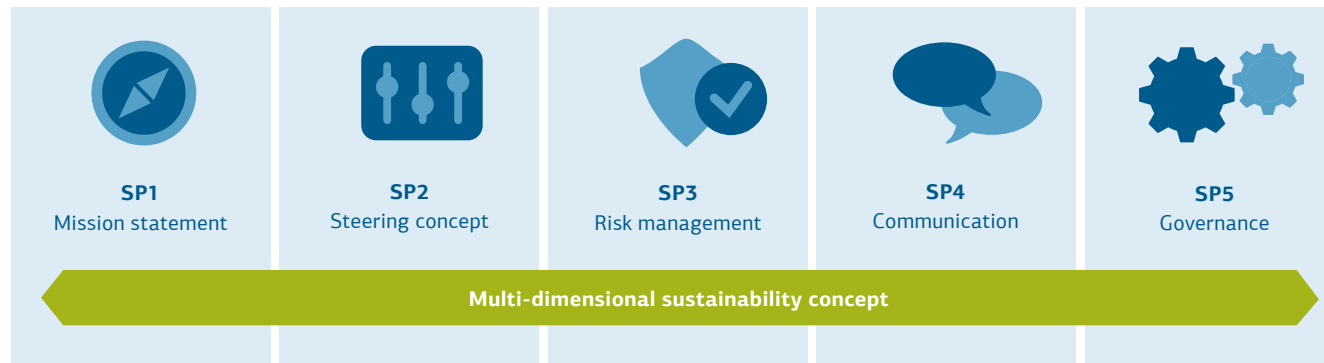 SP1
Mission statement
SP2
Steering concept
SP3
Risk management
SP4
Communication
SP5
Governance
Multi-dimensional sustainability concept